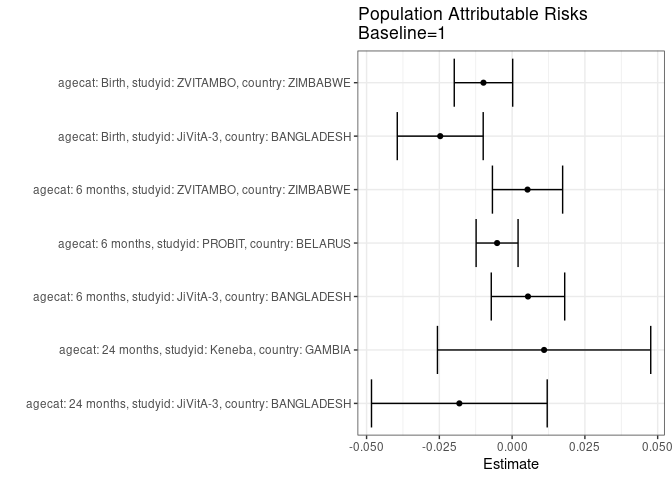 Population Attributable Risks
Baseline=1
agecat: Birth, studyid: ZVITAMBO, country: ZIMBABWE
agecat: Birth, studyid: JiVitA-3, country: BANGLADESH
agecat: 6 months, studyid: ZVITAMBO, country: ZIMBABWE
agecat: 6 months, studyid: PROBIT, country: BELARUS
agecat: 6 months, studyid: JiVitA-3, country: BANGLADESH
agecat: 24 months, studyid: Keneba, country: GAMBIA
agecat: 24 months, studyid: JiVitA-3, country: BANGLADESH
-0.050 -0.025 0.000 0.025 0.050
Estimate